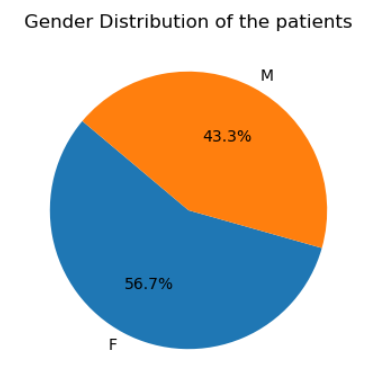 Gender Distribution of the patients
M
43.3%
56.7%
F